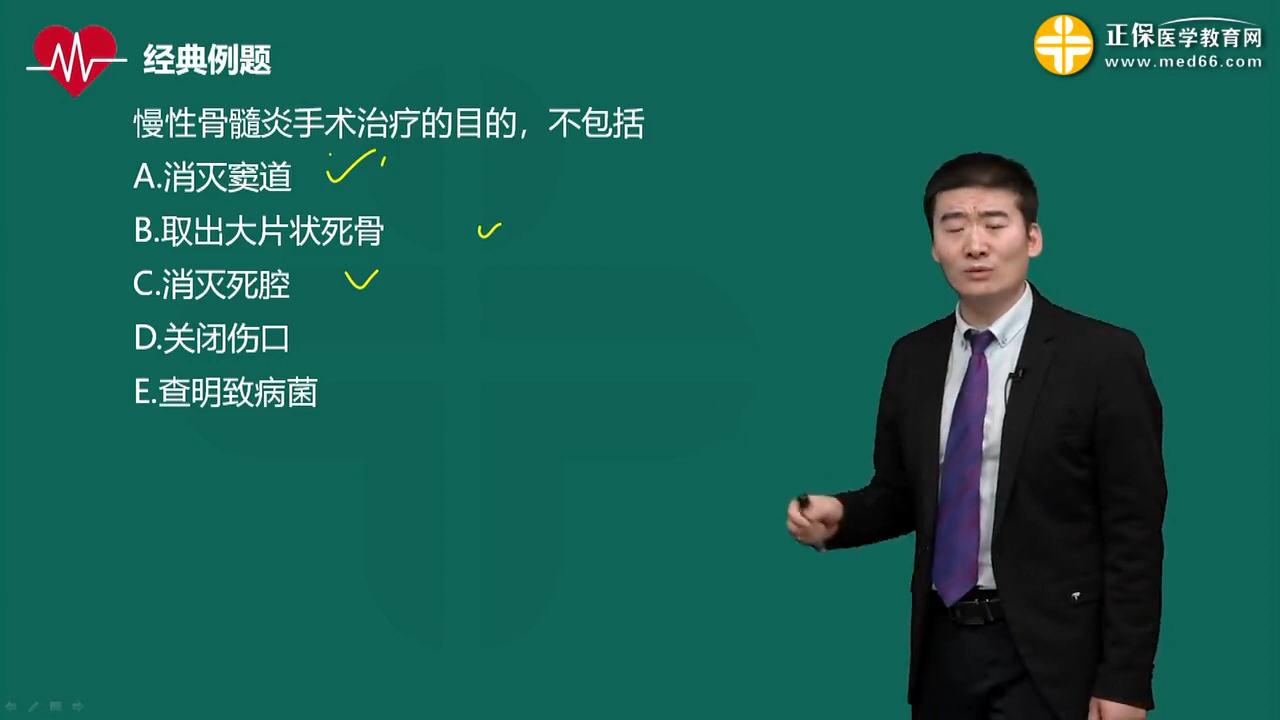 经典例题
正保医学教育网
www.med66.com
慢性骨髓炎手术治疗的目的，不包括
A.消灭窦道
B.取出大片状死骨
C.消灭死腔
D.关闭伤口
E.查明致病菌